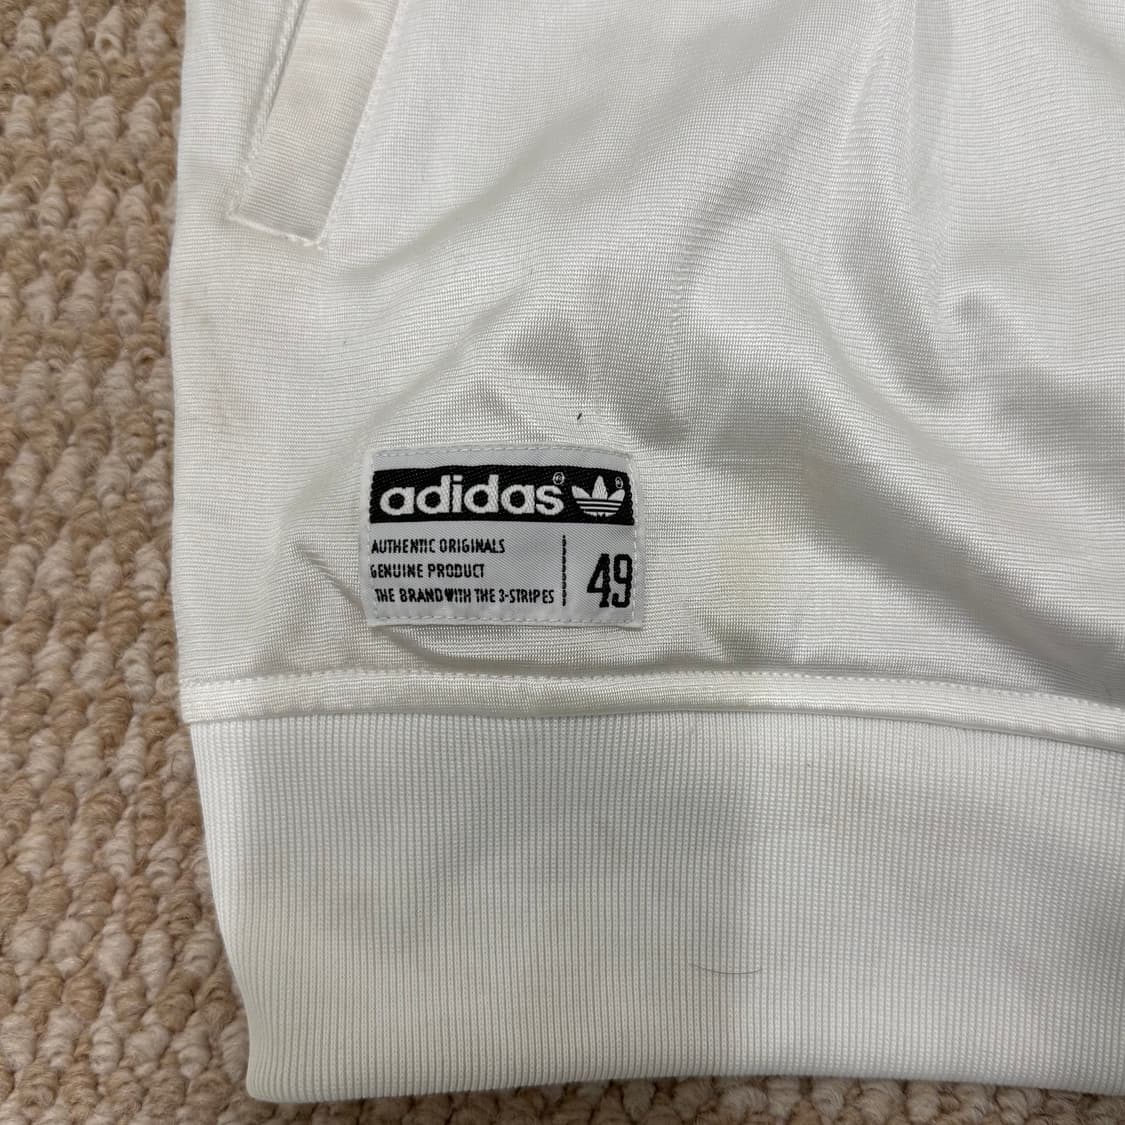 adidas®
®
AUTHENTIC ORIGINALS
GENUINE PRODUCT
THE BRAND WITH THE 3-STRIPES
49